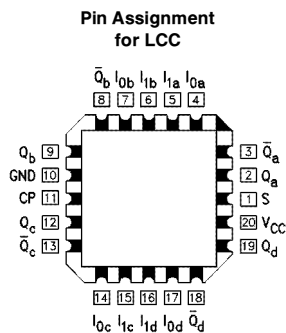 Pin Assignment
for LCC
Q̅b I0b I1b I1a I0a
8 7 6 5 4
Qb 9
GND 10
CP 11
Qc 12
Q̅c 13
3 Q̅a
2 Qa
1 S
20 VCC
19 Qd
14 15 16 17 18
I0c I1c I1d I0d Q̅d